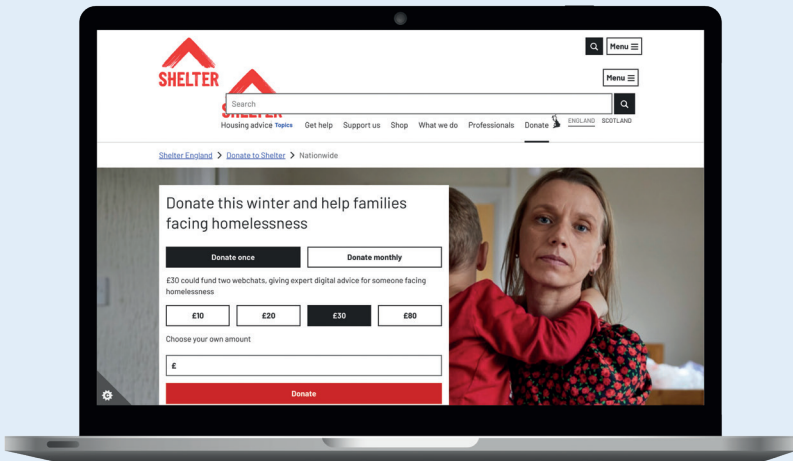 Menu
SHELTER
Menu
Search
SHELTER
Housing advice Topics Get help Support us Shop What we do Professionals Donate ENGLAND SCOTLAND
Shelter England > Donate to Shelter > Nationwide
Donate this winter and help families
facing homelessness
Donate once Donate monthly
£30 could fund two webchats, giving expert digital advice for someone facing
homelessness
£10 £20 £30 £80
Choose your own amount
£
Donate